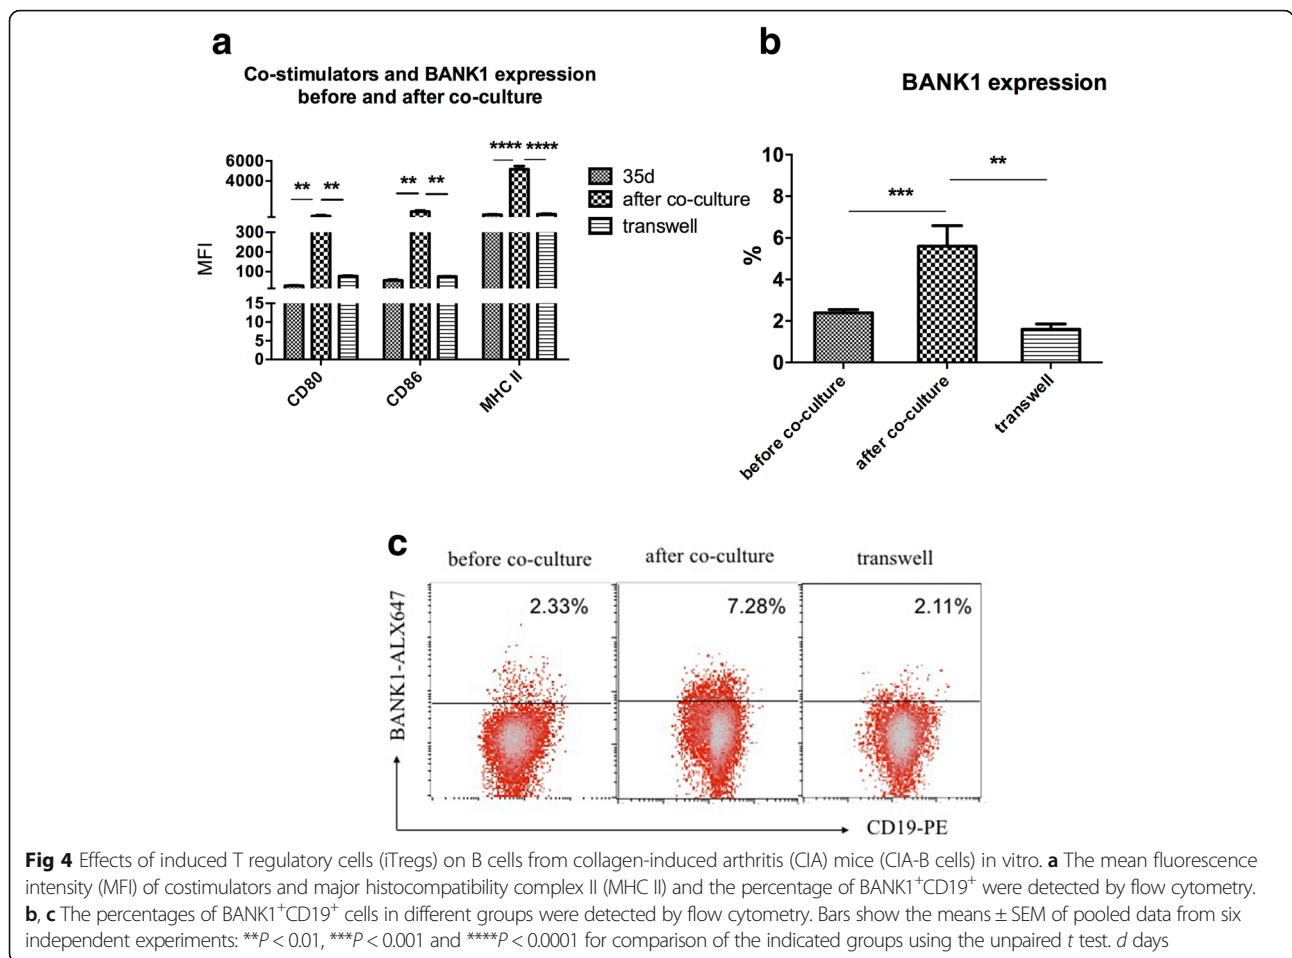 a
Co-stimulators and BANK1 expression
before and after co-culture
**** ****
** ** ** **
6000
4000
300
200
100
15
10
5
0
MFI
CD80
CD86
MHC II
35d
after co-culture
transwell
b
BANK1 expression
***
**
10
8
6
4
2
0
%
before co-culture
after co-culture
transwell
c
before co-culture
after co-culture
transwell
2.33%
7.28%
2.11%
BANK1-ALX647
CD19-PE
Fig 4 Effects of induced T regulatory cells (iTregs) on B cells from collagen-induced arthritis (CIA) mice (CIA-B cells) in vitro. a The mean fluorescence
intensity (MFI) of costimulators and major histocompatibility complex II (MHC II) and the percentage of BANK1⁺CD19⁺ were detected by flow cytometry.
b, c The percentages of BANK1⁺CD19⁺ cells in different groups were detected by flow cytometry. Bars show the means ± SEM of pooled data from six
independent experiments: **P < 0.01, ***P < 0.001 and ****P < 0.0001 for comparison of the indicated groups using the unpaired t test. d days